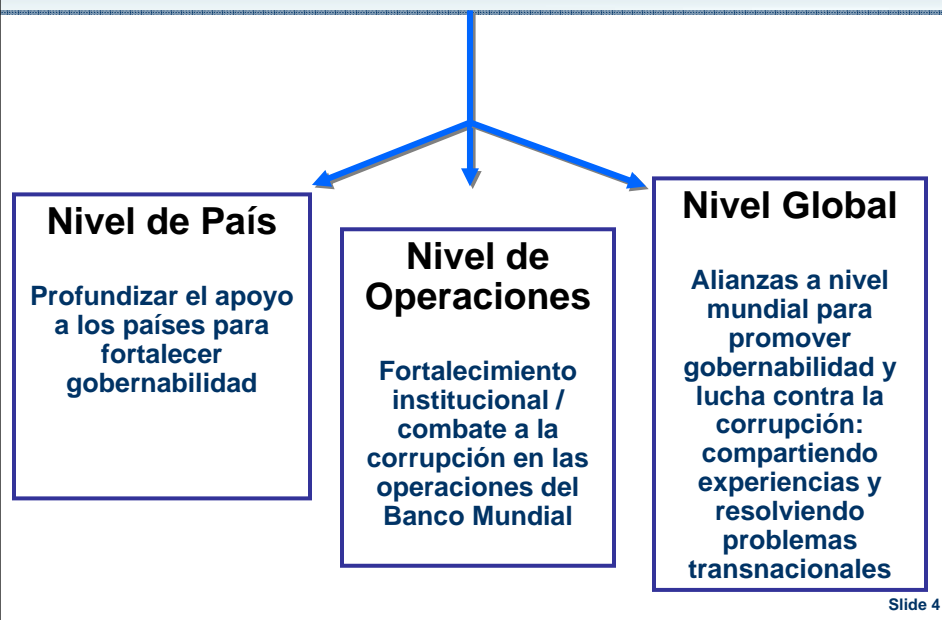 Nivel de País
Profundizar el apoyo
a los países para
fortalecer
gobernabilidad
Nivel de
Operaciones
Fortalecimiento
institucional /
combate a la
corrupción en las
operaciones del
Banco Mundial
Nivel Global
Alianzas a nivel
mundial para
promover
gobernabilidad y
lucha contra la
corrupción:
compartiendo
experiencias y
resolviendo
problemas
transnacionales
Slide 4